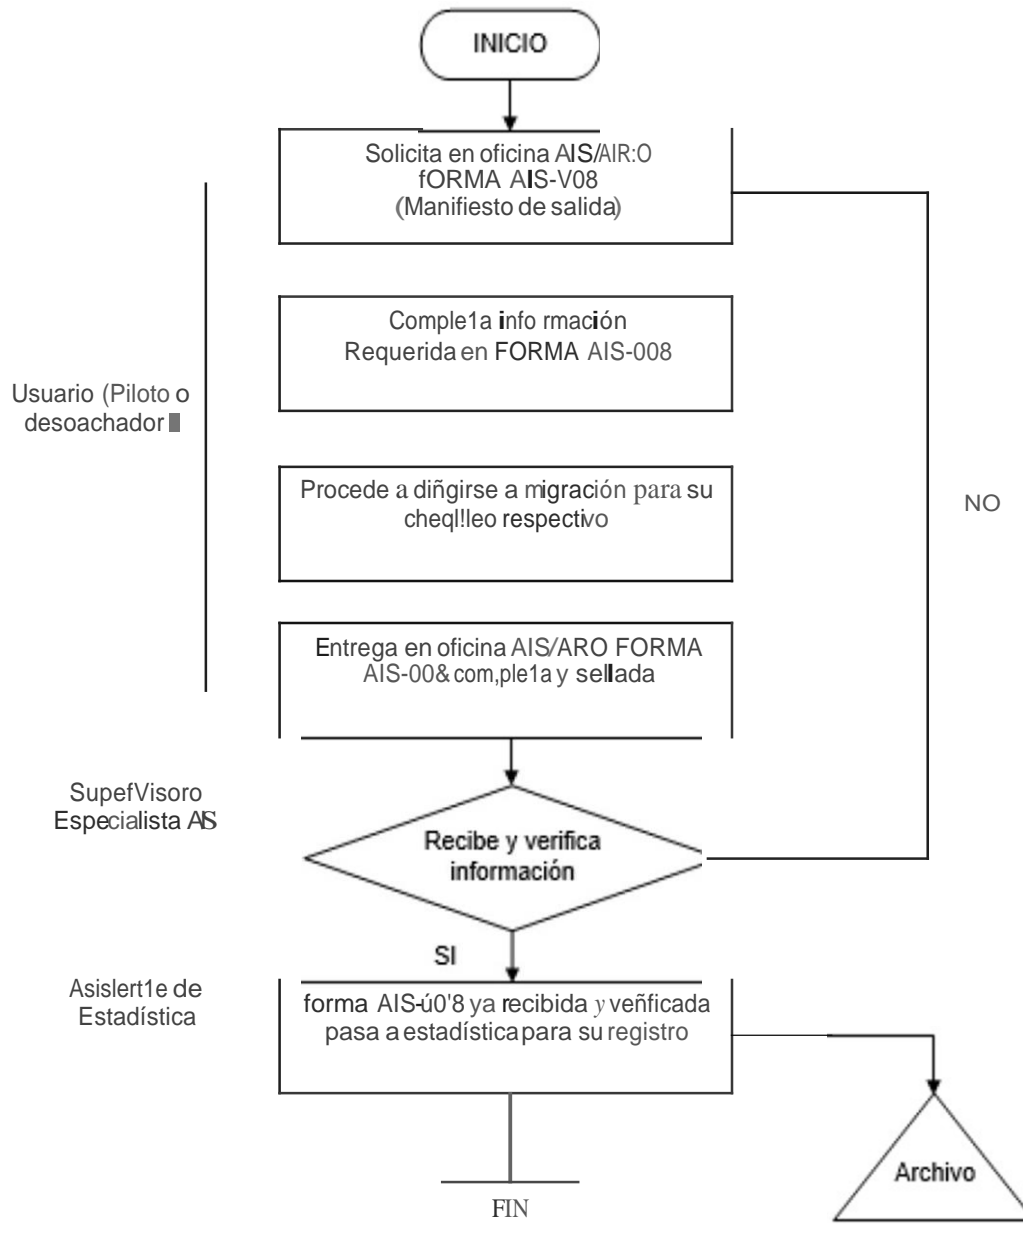 INICIO
Solicita en oficina AIS/AIR:O
fORMA AIS-V08
(Manifiesto de salida)
Comple1a info rmación
Requerida en FORMA AIS-008
Usuario (Piloto o
desoachador
Procede a diñgirse a migración para su
cheql!leo respectivo
NO
Entrega en oficina AIS/ARO FORMA
AIS-00& com,ple1a y sellada
SupefVisoro
Especialista AIS
Recibe y verifica
información
SI
Asislert1e de
Estadística
forma AIS-ú0'8 ya recibida y veñficada
pasa a estadística para su registro
Archivo
FIN